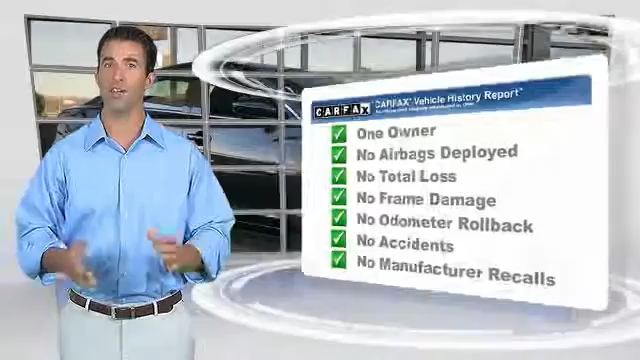 CARFAX CARFAX Vehicle History Report™
One Owner
No Airbags Deployed
No Total Loss
No Frame Damage
No Odometer Rollback
No Accidents
No Manufacturer Recalls